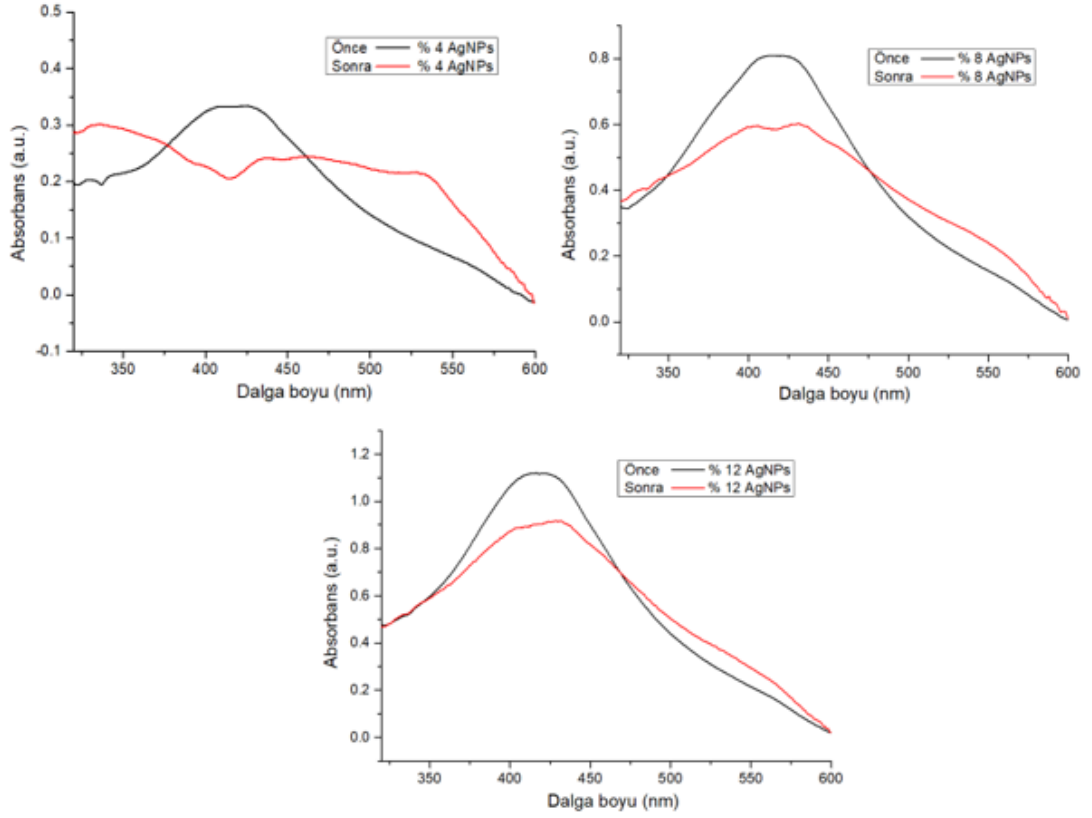 Önce % 4 AgNPs
Sonra % 4 AgNPs
0.5
0.4
0.3
0.2
0.1
0.0
-0.1
Absorbans (a.u.)
350 400 450 500 550 600
Dalga boyu (nm)
Önce % 8 AgNPs
Sonra % 8 AgNPs
0.8
0.6
0.4
0.2
0.0
Absorbans (a.u.)
350 400 450 500 550 600
Dalga boyu (nm)
Önce % 12 AgNPs
Sonra % 12 AgNPs
1.2
1.0
0.8
0.6
0.4
0.2
0.0
Absorbans (a.u.)
350 400 450 500 550 600
Dalga boyu (nm)